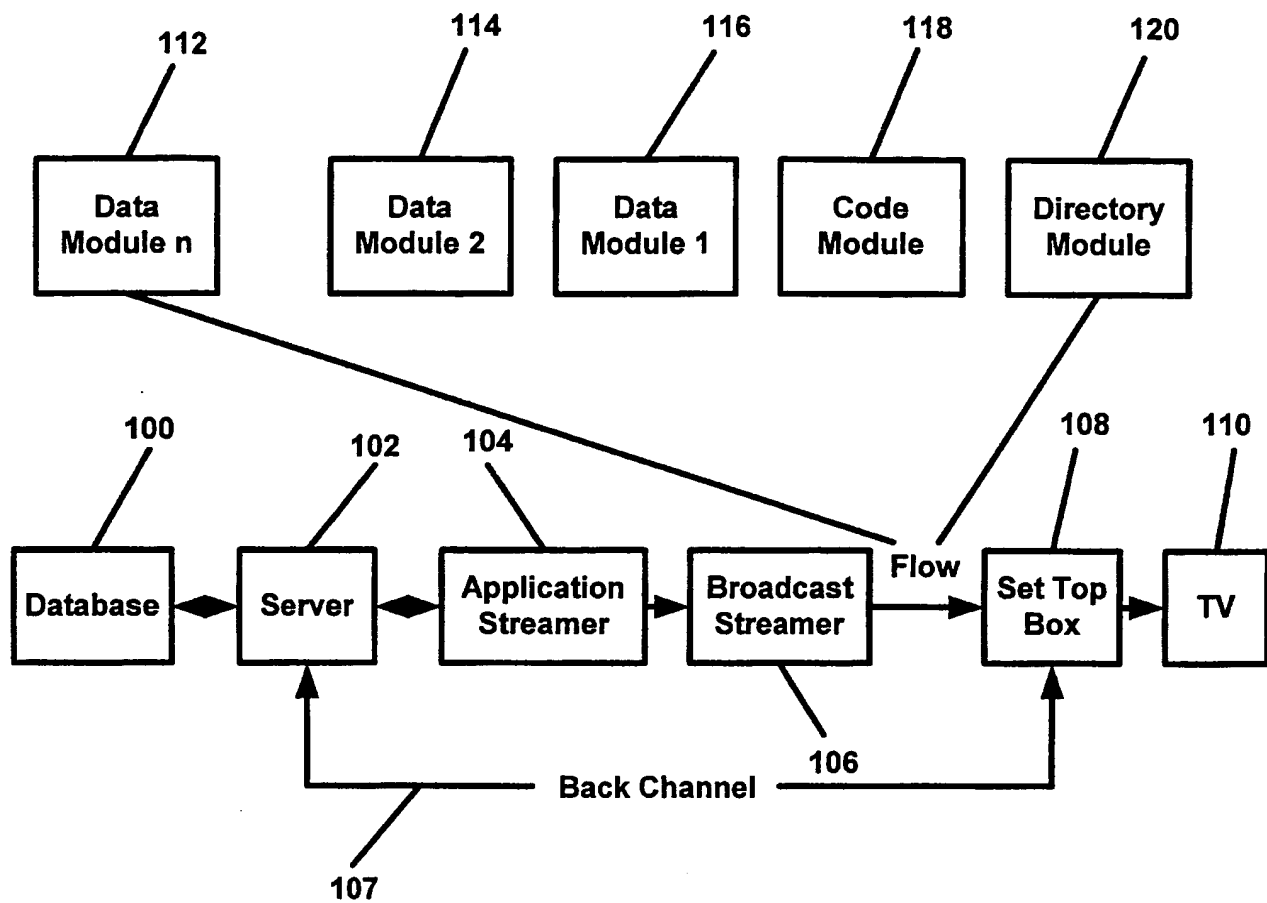 112
114
116
118
120
Data
Module n
Data
Module 2
Data
Module 1
Code
Module
Directory
Module
100
102
104
108
110
Database
Server
Application
Streamer
Broadcast
Streamer
Flow
Set Top
Box
TV
106
Back Channel
107